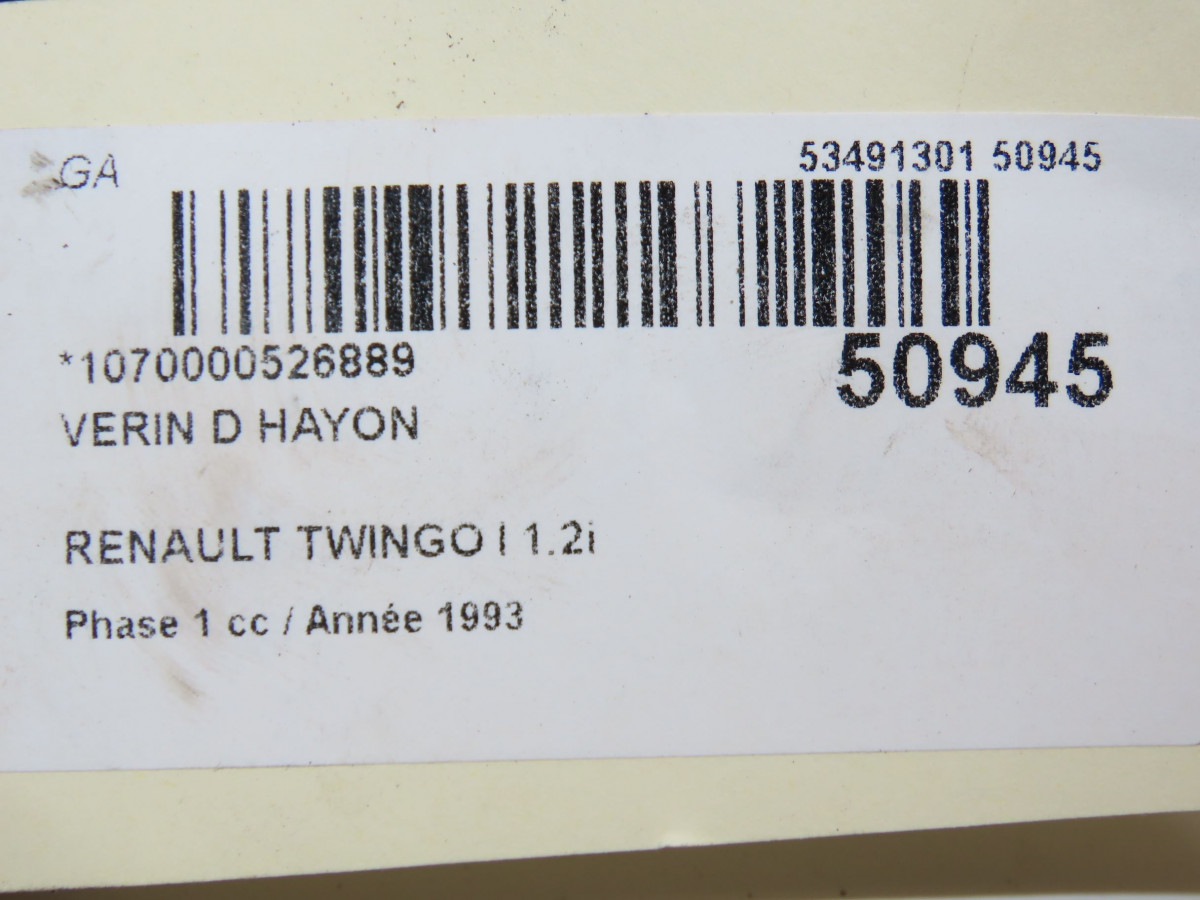 GA
53491301 50945
*1070000526889
50945
VERIN D HAYON
RENAULT TWINGO I 1.2i
Phase 1 cc / Année 1993